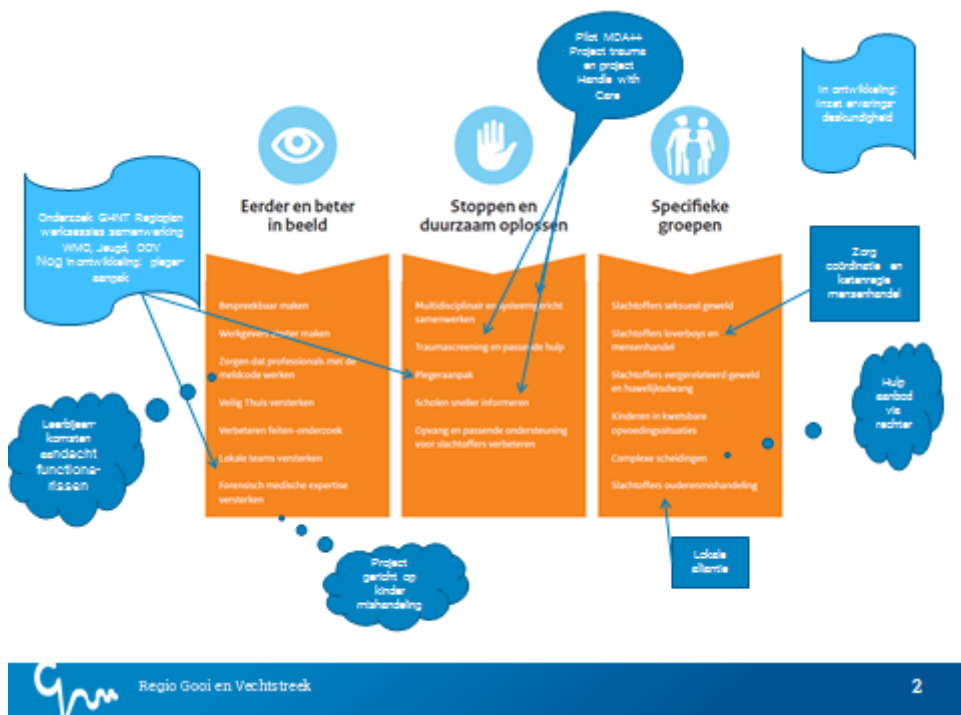 Pilot MDA++
Project trauma
en project
Handle with
Care
In ontwikkeling:
Inzet ervarings-
deskundigheid
Onderzoek GHNT Regioplan
werksessies samenwerking
WMO, Jeugd, OOV
Nog in ontwikkeling: pleger-
aanpak
Eerder en beter
in beeld
Stoppen en
duurzaam oplossen
Specifieke
groepen
Bespreekbaar maken
Werkgevers alerter maken
Zorgen dat professionals met de
meldcode werken
Veilig Thuis versterken
Verbeteren feiten-onderzoek
Lokale teams versterken
Forensisch medische expertise
versterken
Multidisciplinair en systeemgericht
samenwerken
Traumascreening en passende hulp
Plegeraanpak
Scholen sneller informeren
Opvang en passende ondersteuning
voor slachtoffers verbeteren
Slachtoffers seksueel geweld
Slachtoffers loverboys en
mensenhandel
Slachtoffers eergerelateerd geweld
en huwelijksdwang
Kinderen in kwetsbare
opvoedingssituaties
Complexe scheidingen
Slachtoffers ouderenmishandeling
Zorg
coördinatie en
ketenregie
mensenhandel
Hulp
aanbod
via
rechter
Leerbijeen-
komsten
aandacht
functiona-
rissen
Project
gericht op
kinder
mishandeling
Lokale
alliantie
Regio Gooi en Vechtstreek
2